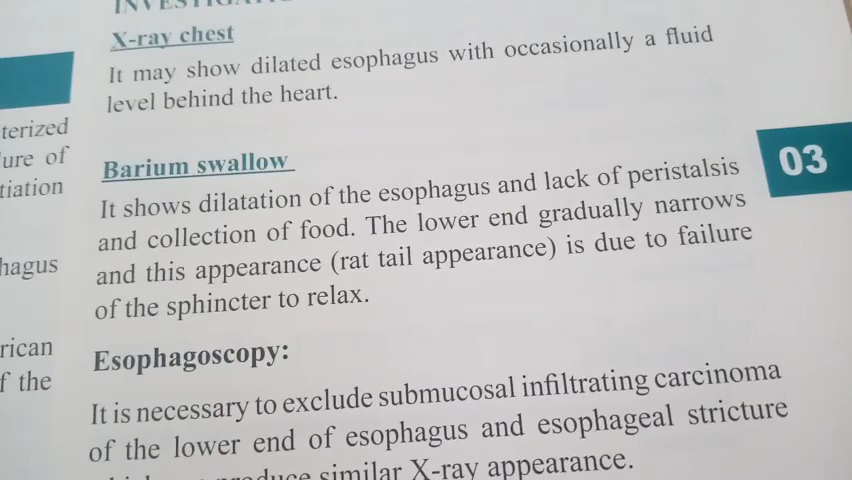 X-ray chest
It may show dilated esophagus with occasionally a fluid
level behind the heart.
Barium swallow
It shows dilatation of the esophagus and lack of peristalsis
and collection of food. The lower end gradually narrows
and this appearance (rat tail appearance) is due to failure
of the sphincter to relax.
Esophagoscopy:
It is necessary to exclude submucosal infiltrating carcinoma
of the lower end of esophagus and esophageal stricture
similar X-ray appearance.
03
terized
ure of
tiation
hagus
rican
f the